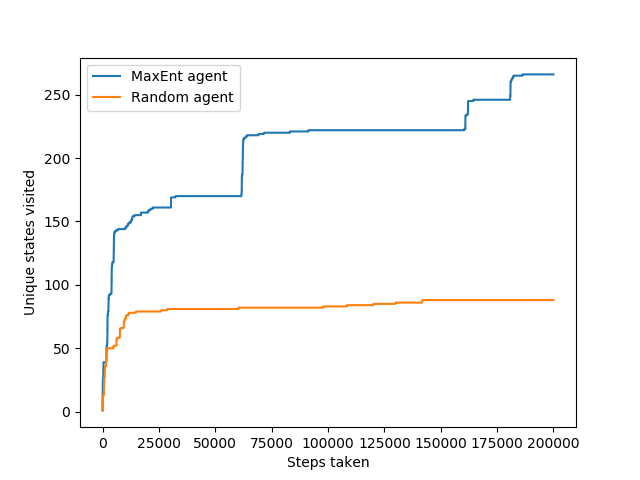 MaxEnt agent
Random agent
Unique states visited
250
200
150
100
50
0
0 25000 50000 75000 100000 125000 150000 175000 200000
Steps taken